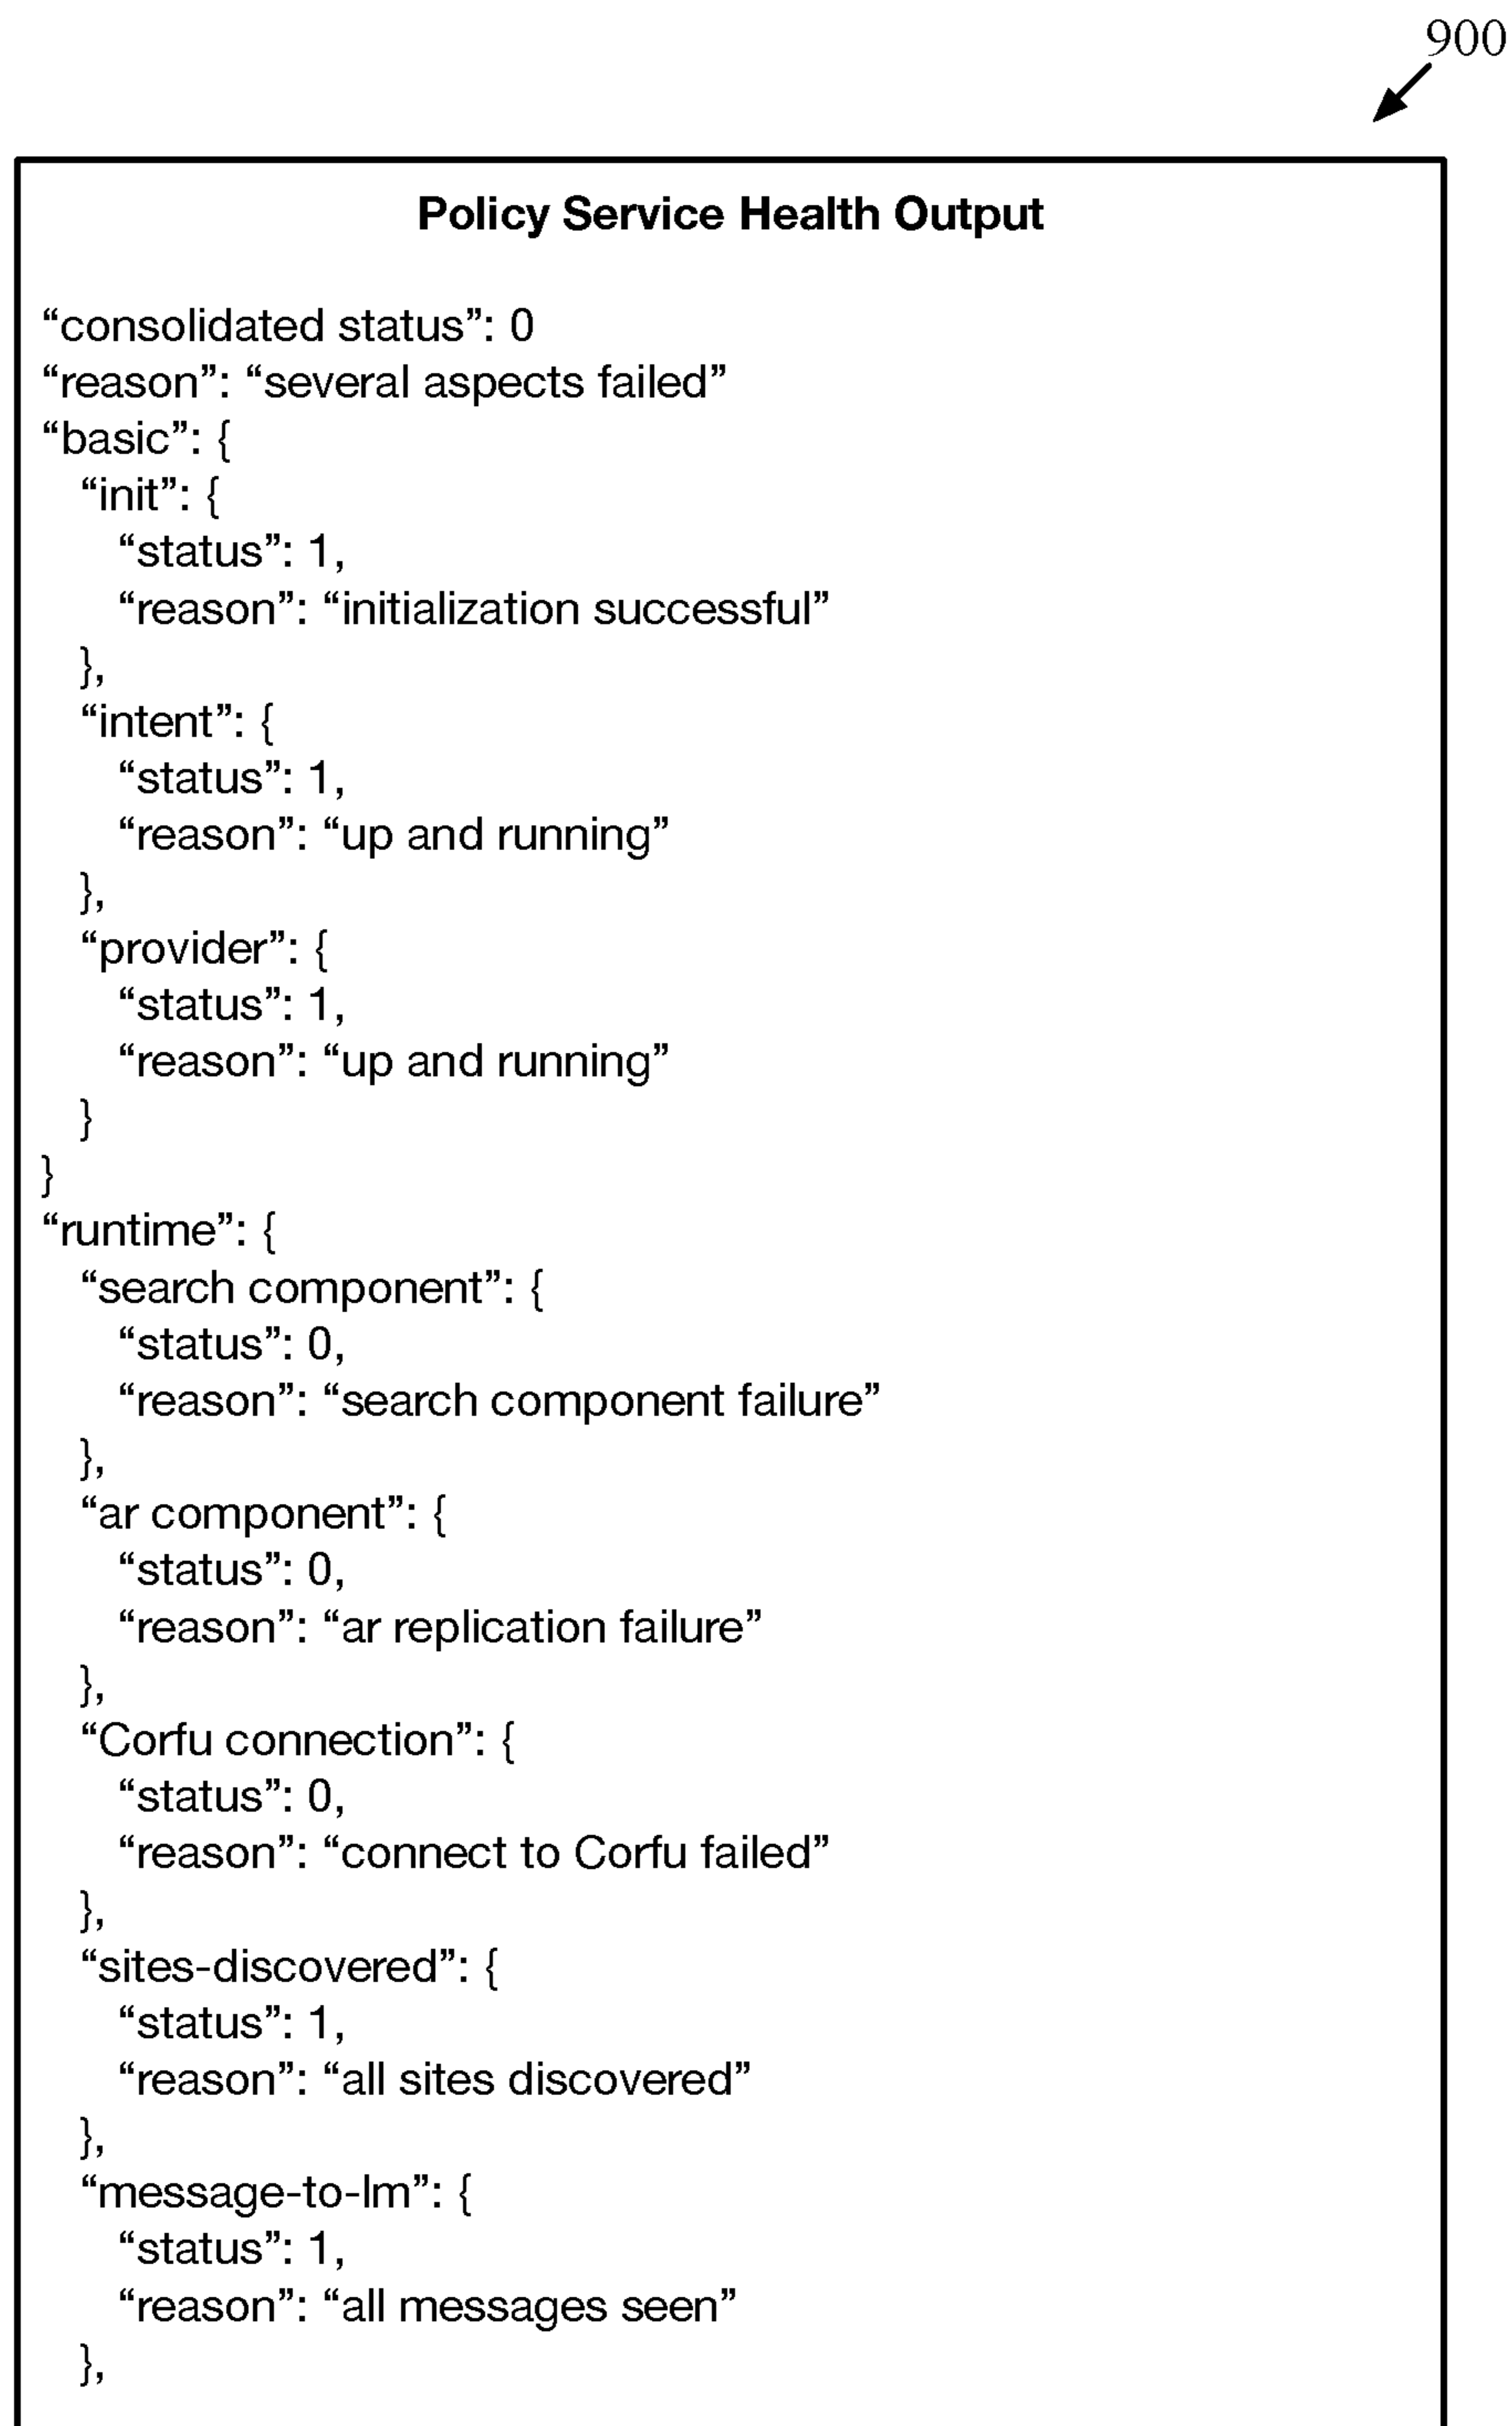 900
Policy Service Health Output
“consolidated status”: 0
“reason”: “several aspects failed”
“basic”: {
“init”: {
“status”: 1,
“reason”: “initialization successful”
},
“intent”: {
“status”: 1,
“reason”: “up and running”
},
“provider”: {
“status”: 1,
“reason”: “up and running”
}
}
“runtime”: {
“search component”: {
“status”: 0,
“reason”: “search component failure”
},
“ar component”: {
“status”: 0,
“reason”: “ar replication failure”
},
“Corfu connection”: {
“status”: 0,
“reason”: “connect to Corfu failed”
},
“sites-discovered”: {
“status”: 1,
“reason”: “all sites discovered”
},
“message-to-lm”: {
“status”: 1,
“reason”: “all messages seen”
},